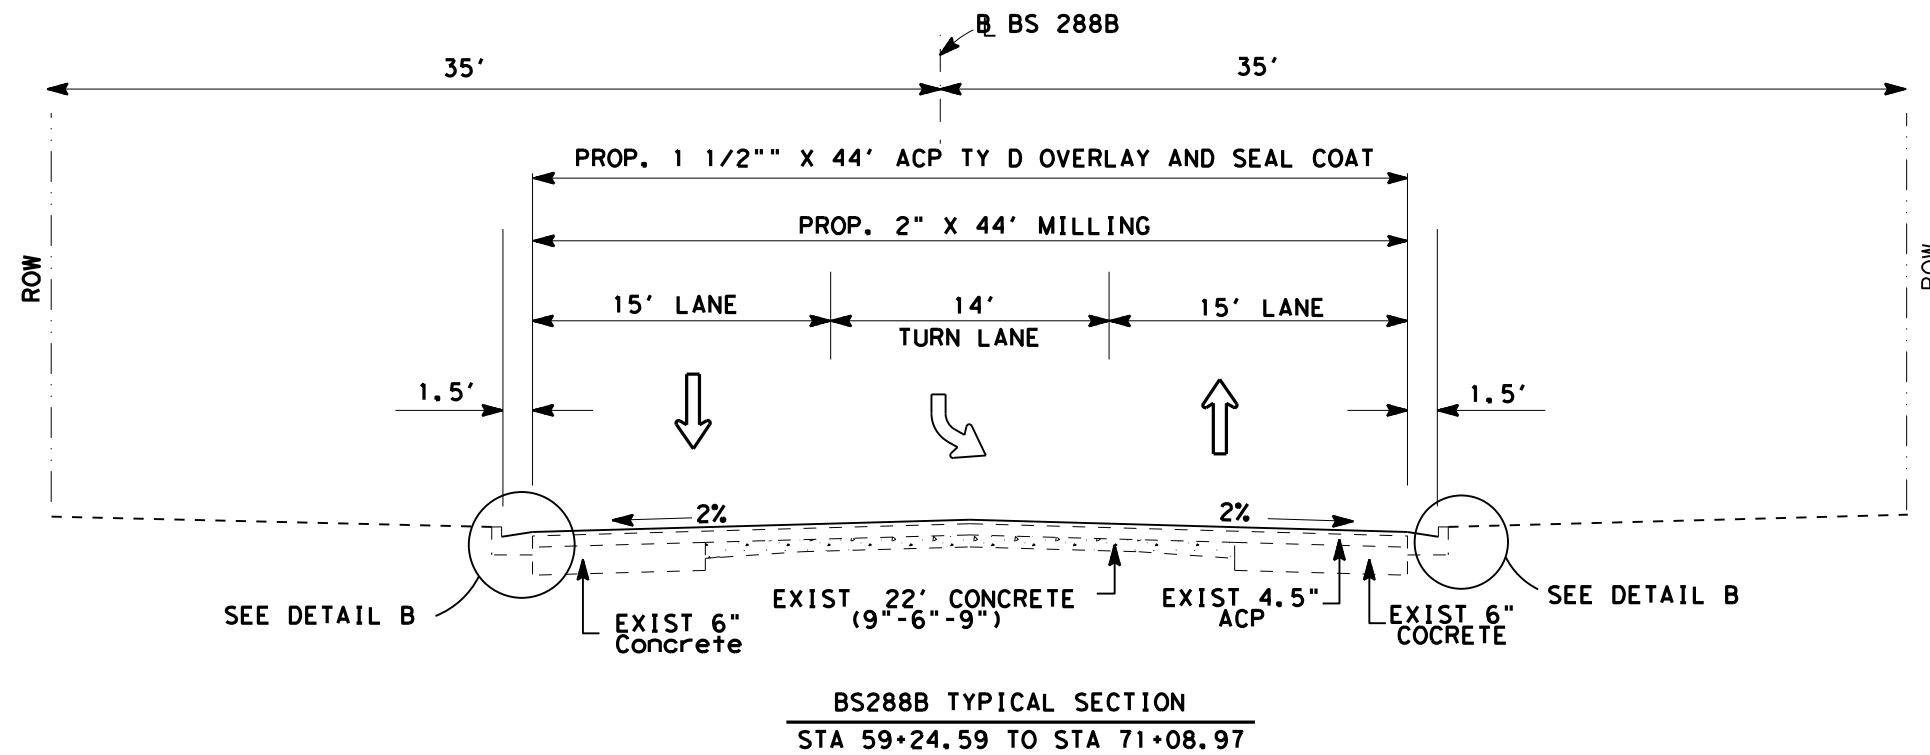 BL BS 288B
35' 35'
PROP. 1 1/2"" X 44' ACP TY D OVERLAY AND SEAL COAT
PROP. 2" X 44' MILLING
ROW
ROW
15' LANE 14' 15' LANE
TURN LANE
1.5' 1.5'
2% 2%
SEE DETAIL B
EXIST 6"
Concrete
EXIST 22' CONCRETE
(9"-6"-9")
EXIST 4.5"
ACP
EXIST 6"
COCRETE
SEE DETAIL B
BS288B TYPICAL SECTION
STA 59+24.59 TO STA 71+08.97